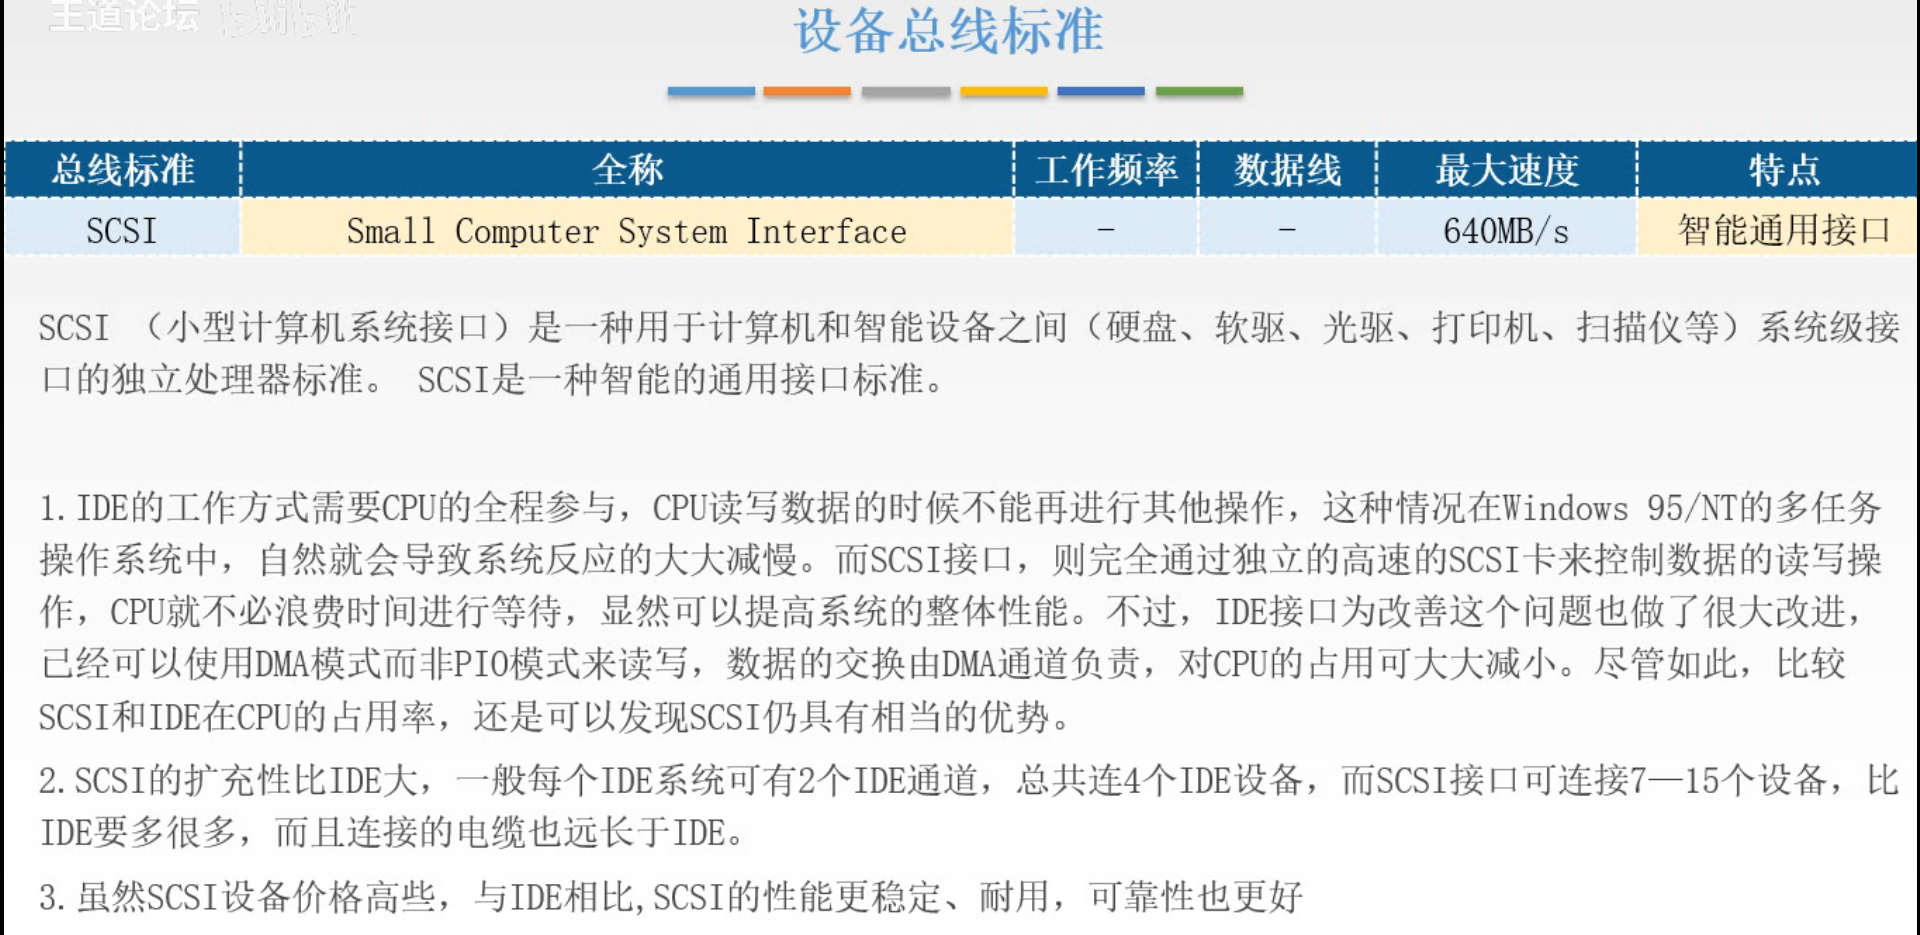 王道论坛 bilibili
设备总线标准
总线标准 全称 工作频率 数据线 最大速度 特点
SCSI Small Computer System Interface - - 640MB/s 智能通用接口
SCSI （小型计算机系统接口）是一种用于计算机和智能设备之间（硬盘、软驱、光驱、打印机、扫描仪等）系统级接
口的独立处理器标准。 SCSI是一种智能的通用接口标准。
1.IDE的工作方式需要CPU的全程参与，CPU读写数据的时候不能再进行其他操作，这种情况在Windows 95/NT的多任务
操作系统中，自然就会导致系统反应的大大减慢。而SCSI接口，则完全通过独立的高速的SCSI卡来控制数据的读写操
作，CPU就不必浪费时间进行等待，显然可以提高系统的整体性能。不过，IDE接口为改善这个问题也做了很大改进，
已经可以使用DMA模式而非PIO模式来读写，数据的交换由DMA通道负责，对CPU的占用可大大减小。尽管如此，比较
SCSI和IDE在CPU的占用率，还是可以发现SCSI仍具有相当的优势。
2.SCSI的扩充性比IDE大，一般每个IDE系统可有2个IDE通道，总共连4个IDE设备，而SCSI接口可连接7—15个设备，比
IDE要多很多，而且连接的电缆也远长于IDE。
3.虽然SCSI设备价格高些，与IDE相比,SCSI的性能更稳定、耐用，可靠性也更好